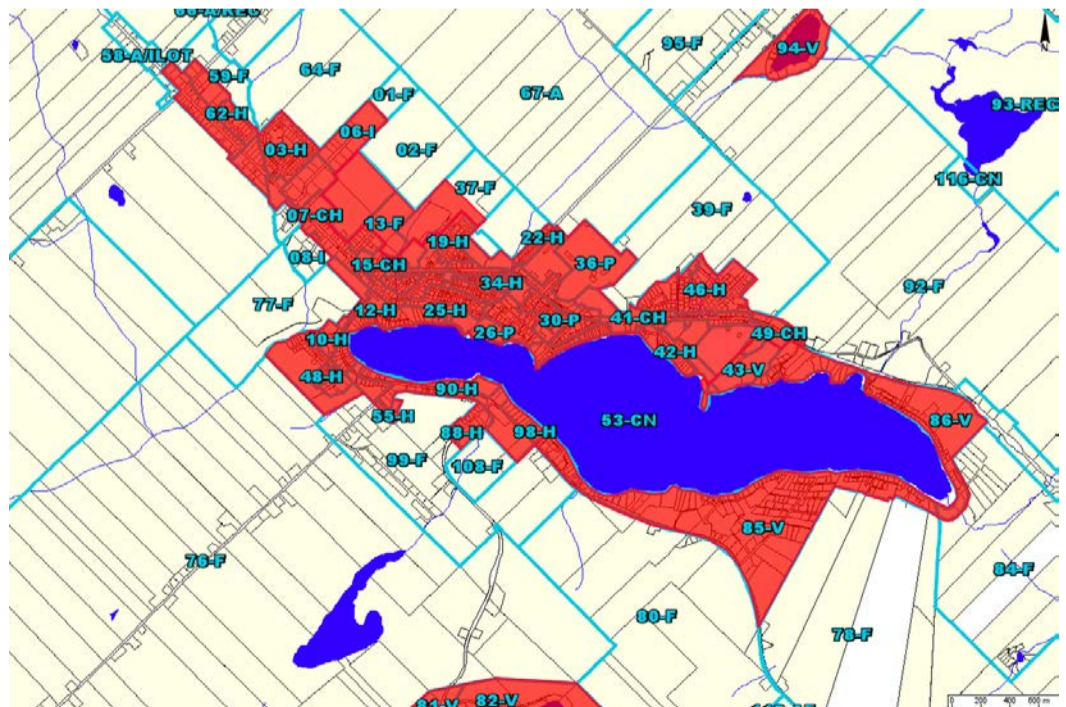 58-A/ILOT
59-F
64-F
95-F
94-V
N
01-F
67-A
93-REC
62-H
06-I
03-H
02-F
116-CN
37-F
07-CH
13-F
39-F
19-H
22-H
08-I
15-CH
36-P
34-H
46-H
92-F
77-F
12-H
25-H
30-P
41-CH
26-P
49-CH
10-H
42-H
43-V
48-H
90-H
55-H
53-CN
86-V
88-H
98-H
99-F
108-F
85-V
76-F
84-F
80-F
78-F
82-V
0 200 400 600 m